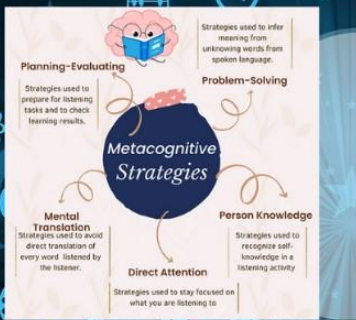 Planning-Evaluating
Strategies used to
prepare for listening
tasks and to check
learning results.
Strategies used to infer
meaning from
unknowing words from
spoken language.
Problem-Solving
Metacognitive
Strategies
Mental
Translation
Strategies used to avoid
direct translation of
every word listened by
the listener.
Direct Attention
Strategies used to stay focused on
what you are listening to
Person Knowledge
Strategies used to
recognize self-
knowledge in a
listening activity